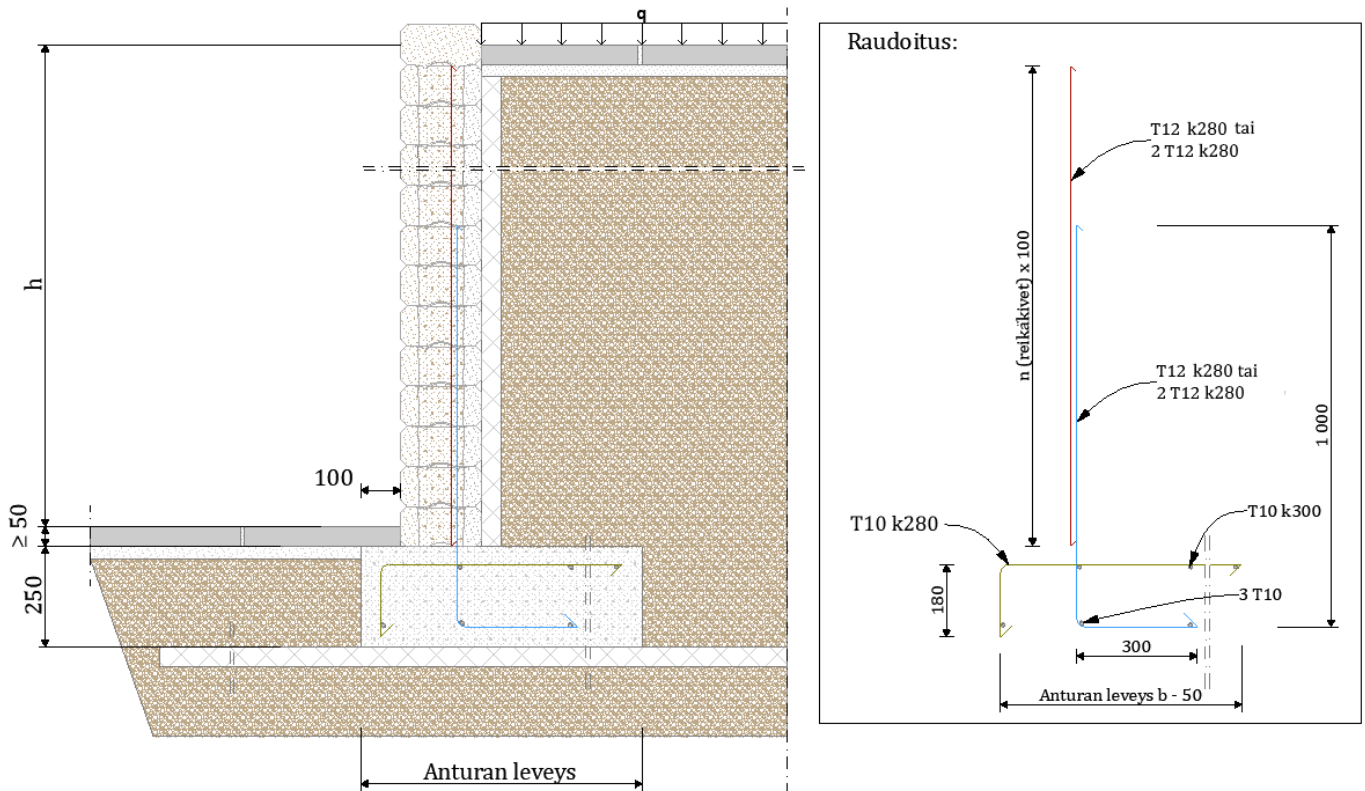 q
h
100
≥ 50
250
Anturan leveys
Raudoitus:
T12 k280 tai
2 T12 k280
n (reikäkivet) x 100
T12 k280 tai
2 T12 k280
1 000
T10 k280
T10 k300
180
3 T10
300
Anturan leveys b - 50